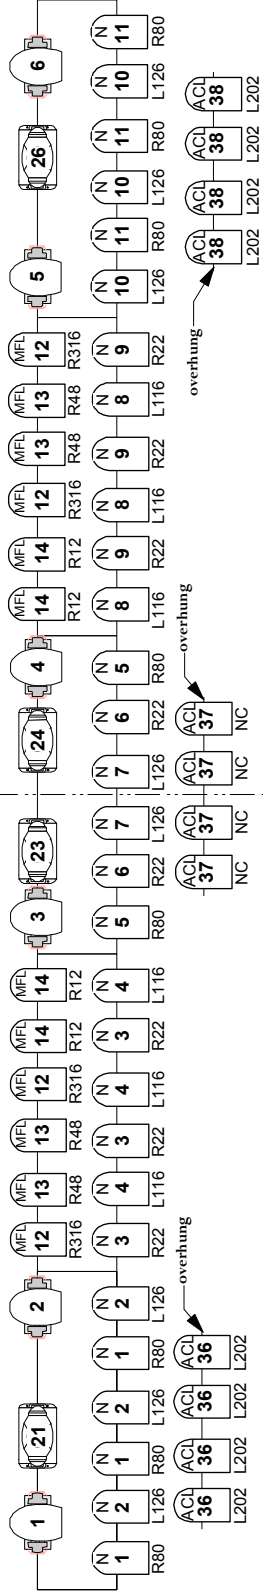 MFL MFL MFL MFL MFL MFL MFL MFL MFL MFL MFL MFL
1 21 2 12 13 13 12 14 14 3 23 24 4 14 14 12 13 13 12 5 26 6
R316 R48 R48 R316 R12 R12 R12 R12 R316 R48 R48 R316
N N N N N N N N N N N N N N N N N N N N N N N N N N N N N N
1 2 1 2 1 2 3 4 3 4 3 4 5 6 7 7 6 5 8 9 8 9 8 9 10 11 10 11 10 11
R80 L126 R80 L126 R80 L126 R22 L116 R22 L116 R22 L116 R80 R22 L126 L126 R22 R80 L116 R22 L116 R22 L116 R22 L126 R80 L126 R80 L126 R80
overhung overhung overhung
ACL ACL ACL ACL ACL ACL ACL ACL ACL ACL ACL ACL
36 36 36 36 37 37 37 37 38 38 38 38
L202 L202 L202 L202 NC NC NC NC L202 L202 L202 L202